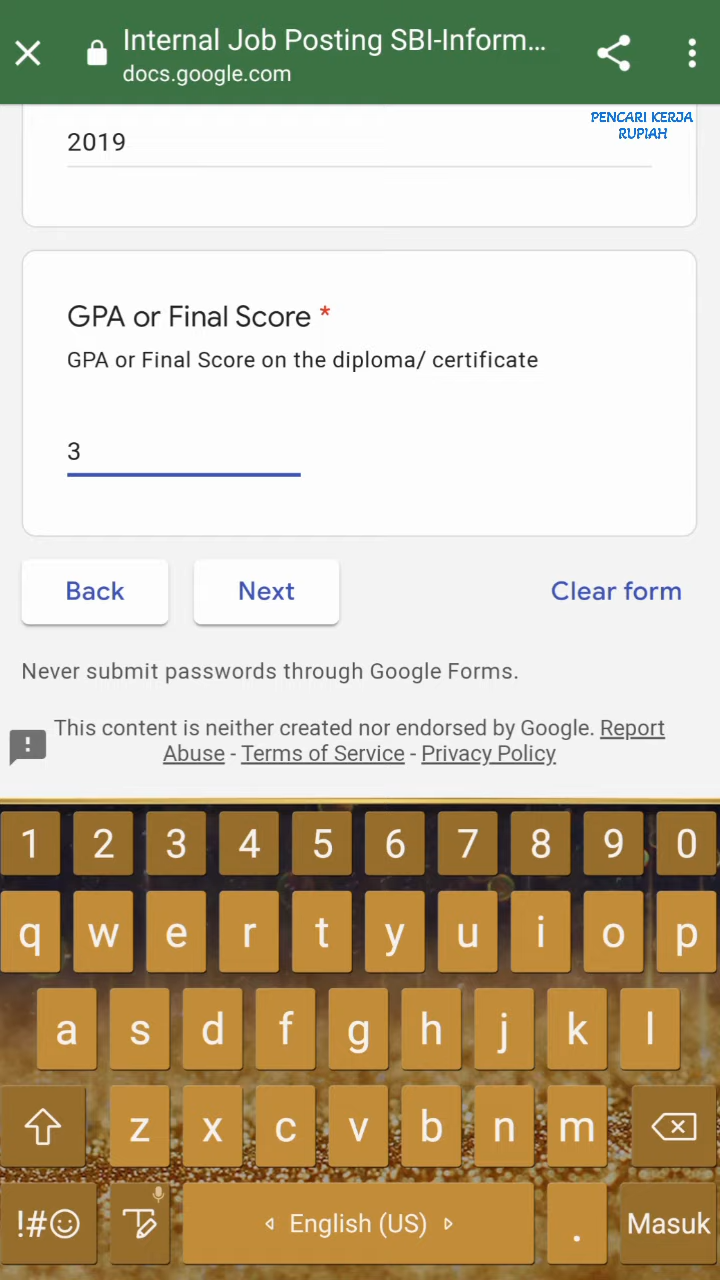 Internal Job Posting SBI-Inform...
docs.google.com
PENCARI KERJA
RUPIAH
2019
GPA or Final Score *
GPA or Final Score on the diploma/ certificate
3
Back Next Clear form
Never submit passwords through Google Forms.
This content is neither created nor endorsed by Google. Report
Abuse - Terms of Service - Privacy Policy
1 2 3 4 5 6 7 8 9 0
q w e r t y u i o p
a s d f g h j k l
z x c v b n m
!#☺ English (US) . Masuk